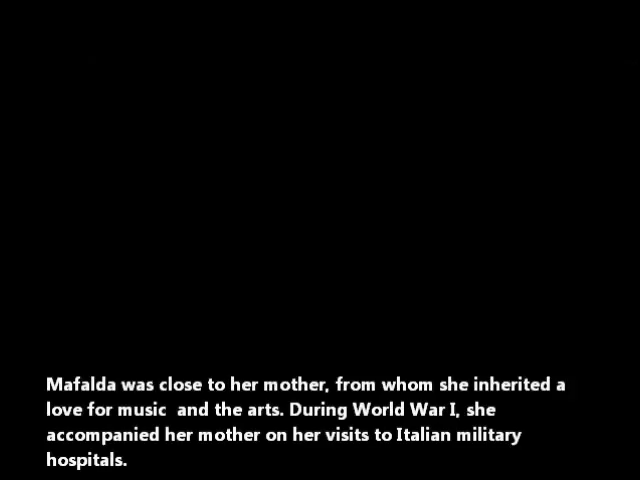 Mafalda was close to her mother, from whom she inherited a
love for music  and the arts. During World War I, she
accompanied her mother on her visits to Italian military
hospitals.